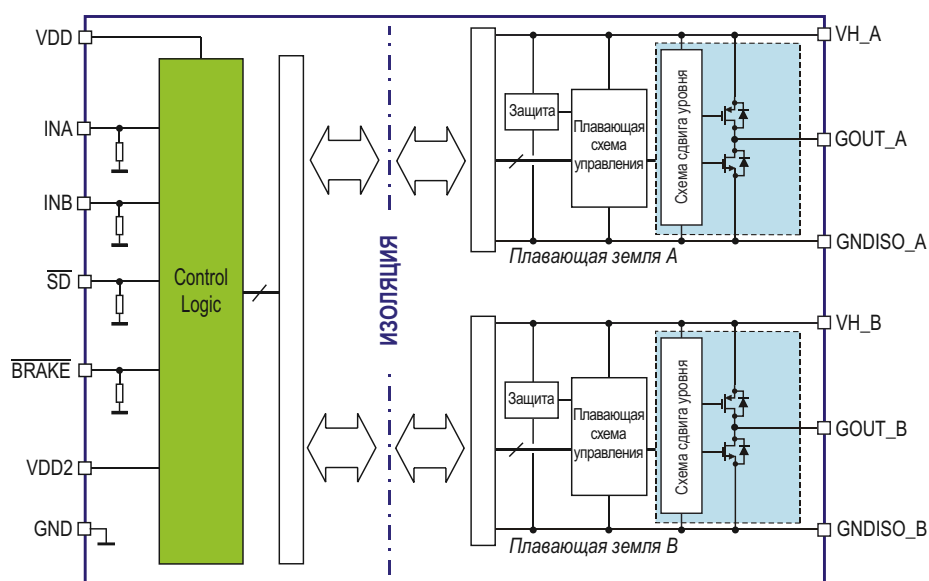 VDD
INA
INB
SD
BRAKE
VDD2
GND
Control
Logic
ИЗОЛЯЦИЯ
Защита
Плавающая
схема
управления
Схема сдвига уровня
Плавающая земля A
VH_A
GOUT_A
GNDISO_A
Защита
Плавающая
схема
управления
Схема сдвига уровня
Плавающая земля B
VH_B
GOUT_B
GNDISO_B